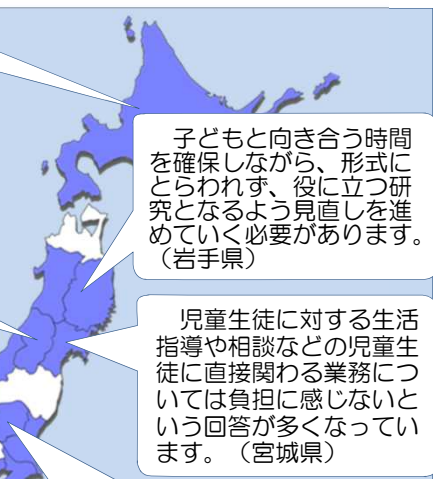 子どもと向き合う時間
を確保しながら、形式に
とらわれず、役に立つ研
究となるよう見直しを進
めていく必要があります。
（岩手県）
児童生徒に対する生活
指導や相談などの児童生
徒に直接関わる業務につ
いては負担に感じないと
いう回答が多くなってい
ます。（宮城県）